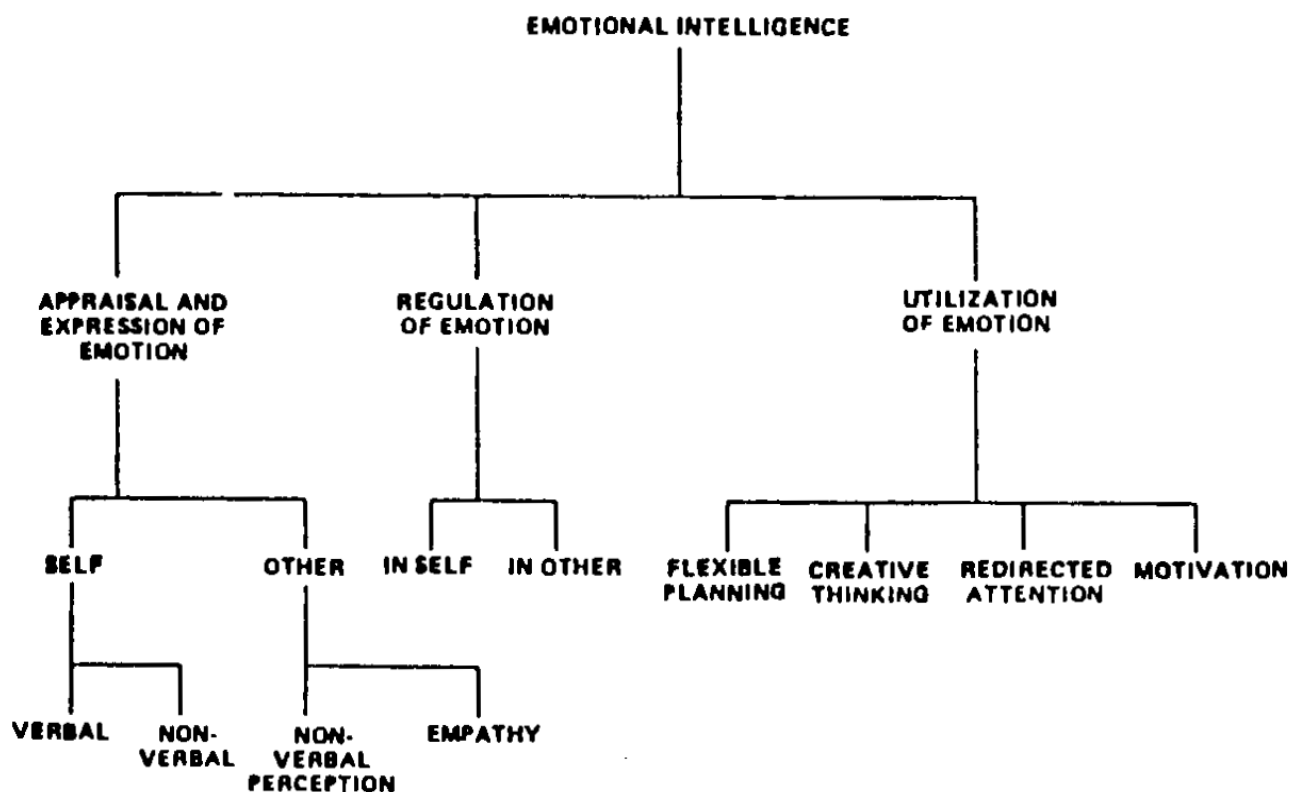 EMOTIONAL INTELLIGENCE
APPRAISAL AND
EXPRESSION OF
EMOTION
REGULATION
OF EMOTION
UTILIZATION
OF EMOTION
SELF
OTHER
IN SELF
IN OTHER
FLEXIBLE
PLANNING
CREATIVE
THINKING
REDIRECTED
ATTENTION
MOTIVATION
VERBAL
NON-
VERBAL
NON-
VERBAL
PERCEPTION
EMPATHY